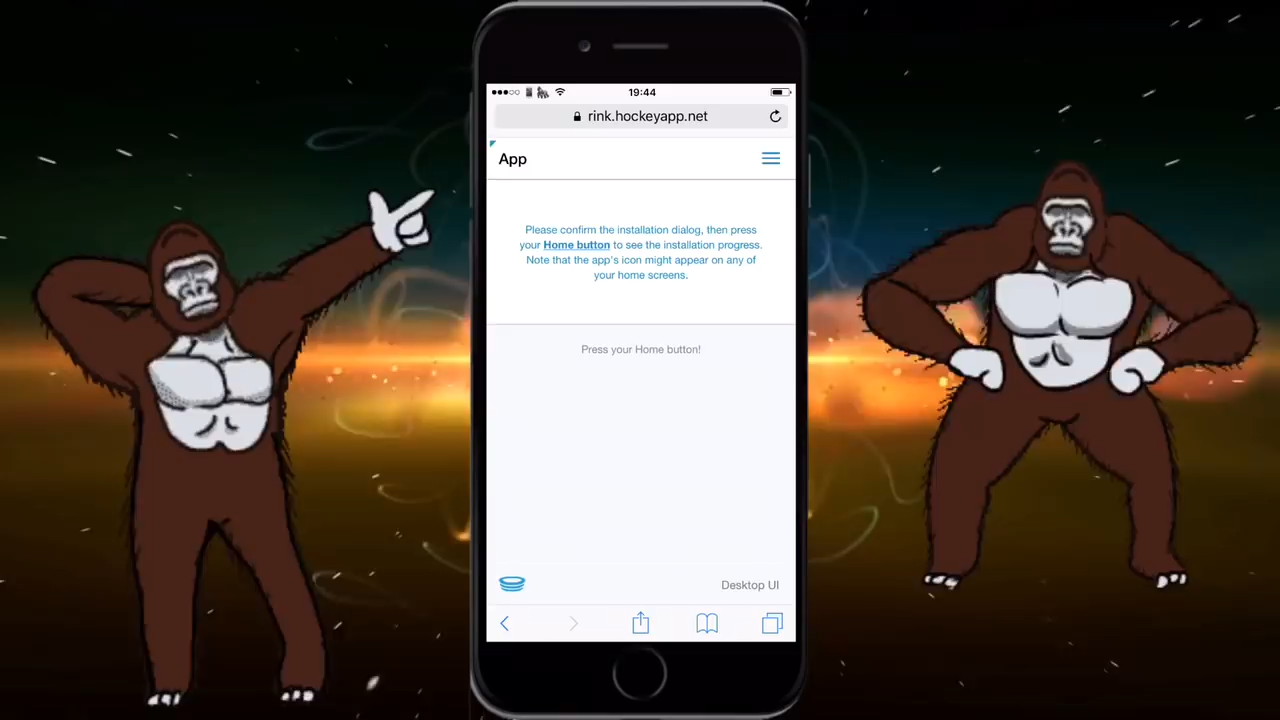 19:44
rink.hockeyapp.net
App
Please confirm the installation dialog, then press
your Home button to see the installation progress.
Note that the app's icon might appear on any of
your home screens.
Press your Home button!
Desktop UI